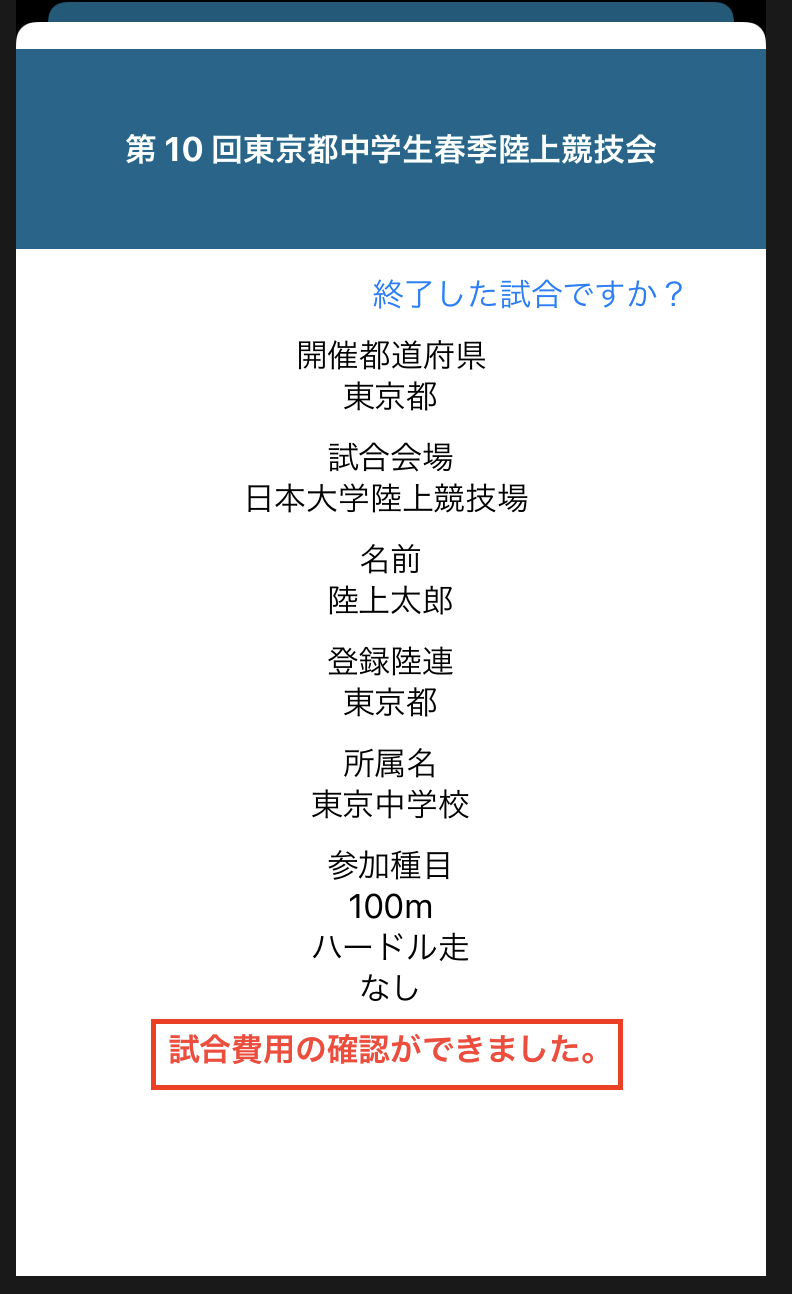 第 10 回東京都中学生春季陸上競技会
終了した試合ですか？
開催都道府県
東京都
試合会場
日本大学陸上競技場
名前
陸上太郎
登録陸連
東京都
所属名
東京中学校
参加種目
100m
ハードル走
なし
試合費用の確認ができました。